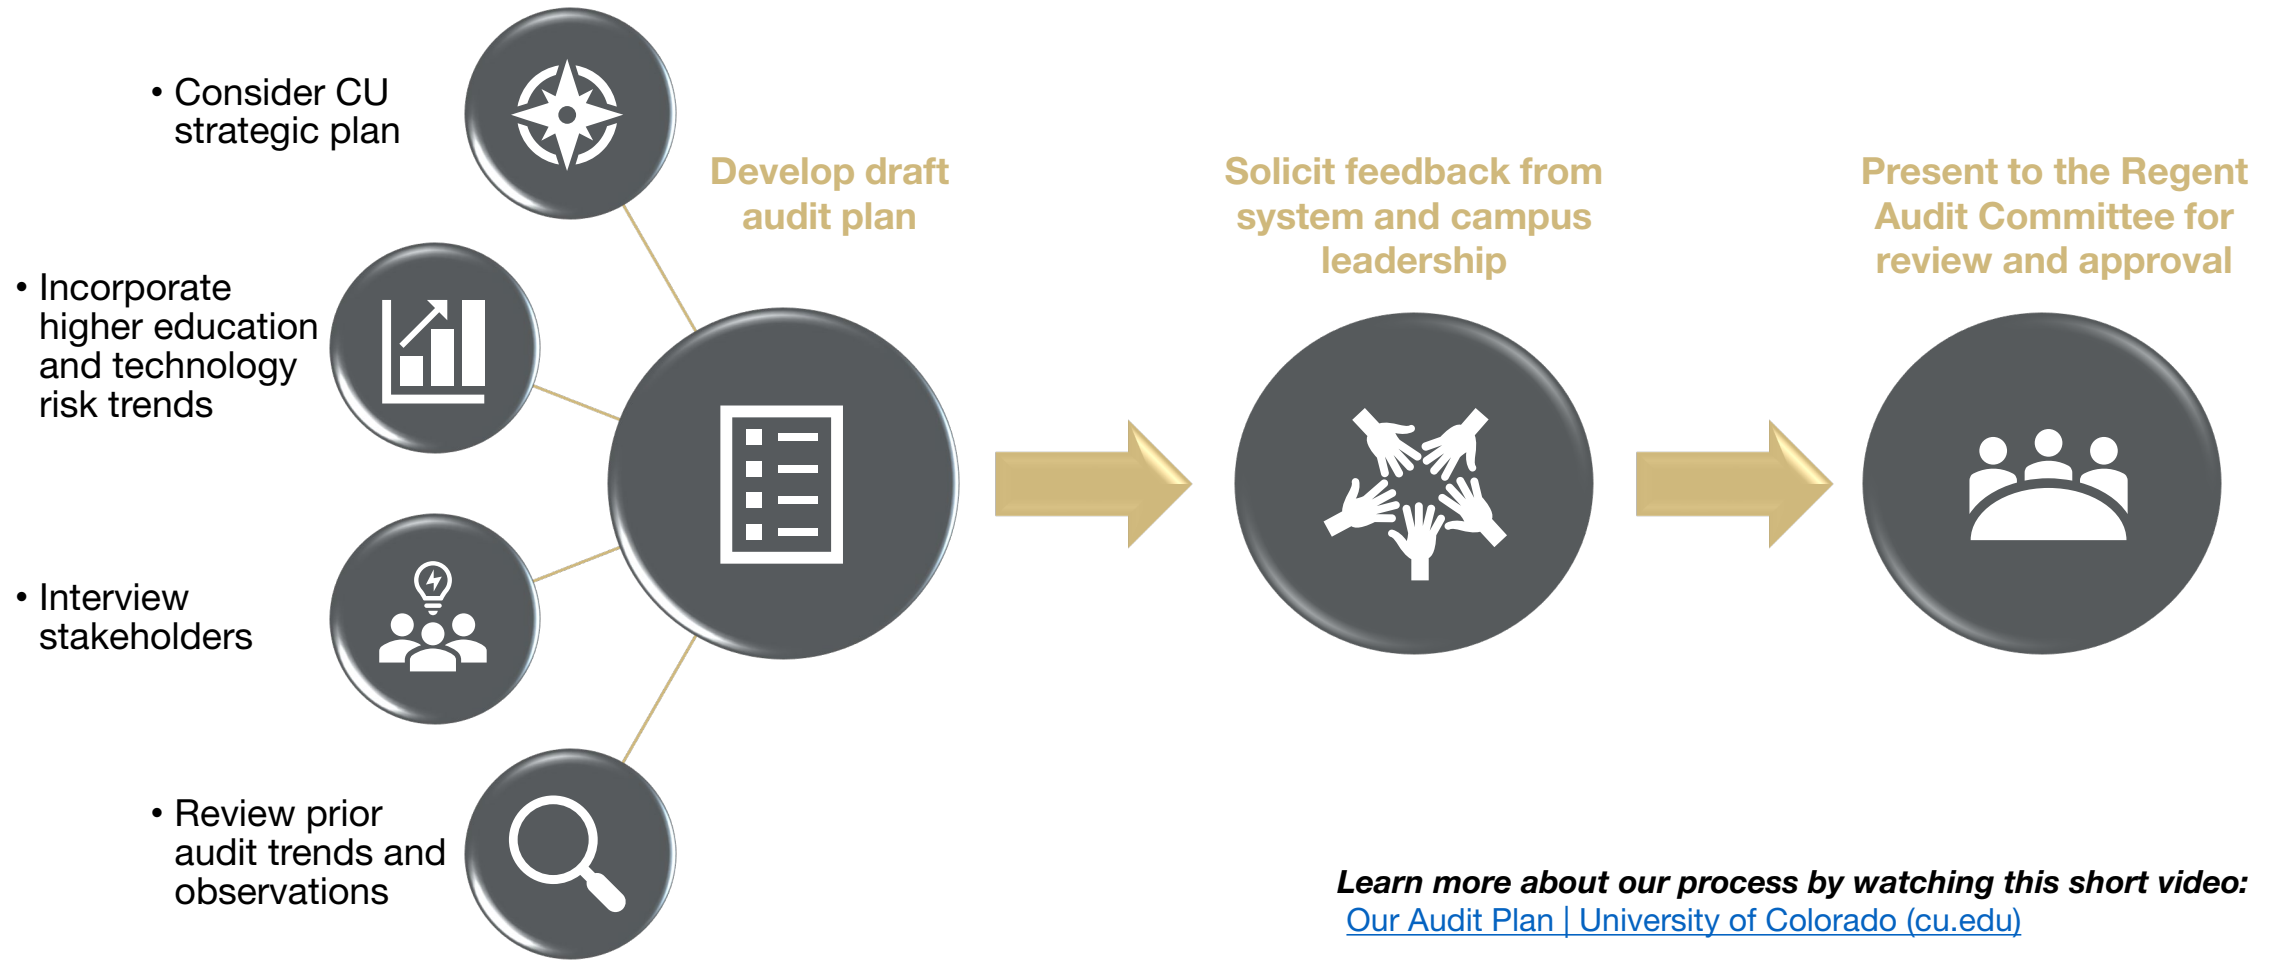 • Consider CU
strategic plan
• Incorporate
higher education
and technology
risk trends
• Interview
stakeholders
• Review prior
audit trends and
observations
Develop draft
audit plan
Solicit feedback from
system and campus
leadership
Present to the Regent
Audit Committee for
review and approval
Learn more about our process by watching this short video:
Our Audit Plan | University of Colorado (cu.edu)